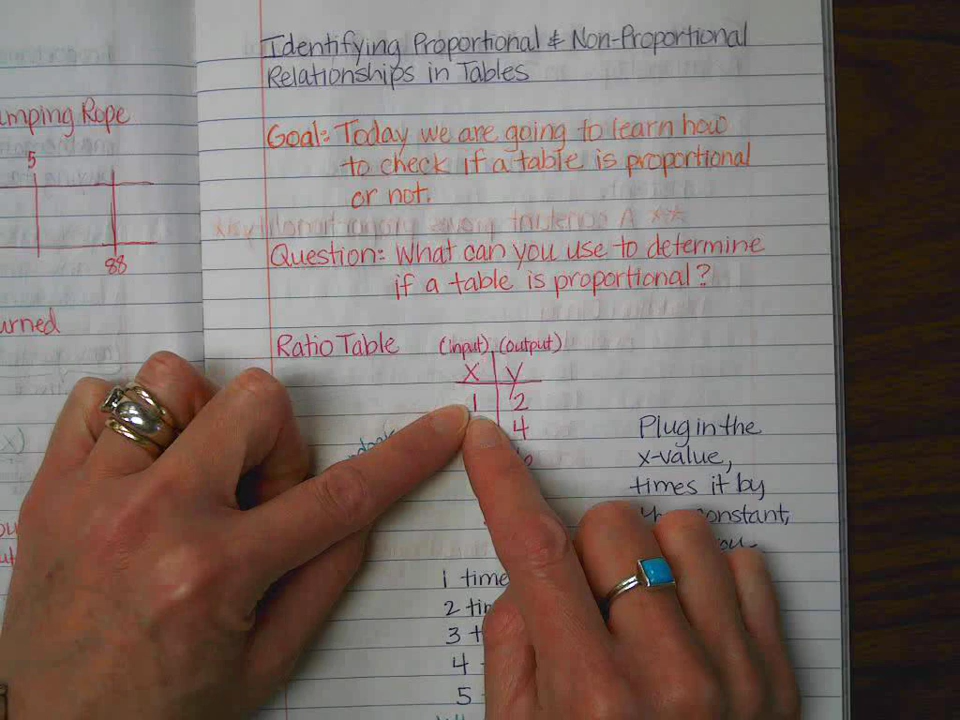 Identifying Proportional & Non-Proportional
Relationships in Tables
Goal: Today we are going to learn how
to check if a table is proportional
or not.
Question: What can you use to determine
if a table is proportional?
Ratio Table (input) (output)
X Y
1 2
4
Plug in the
x-value,
times it by
constant,
1 time
2
3
4
5
Rope
5
88